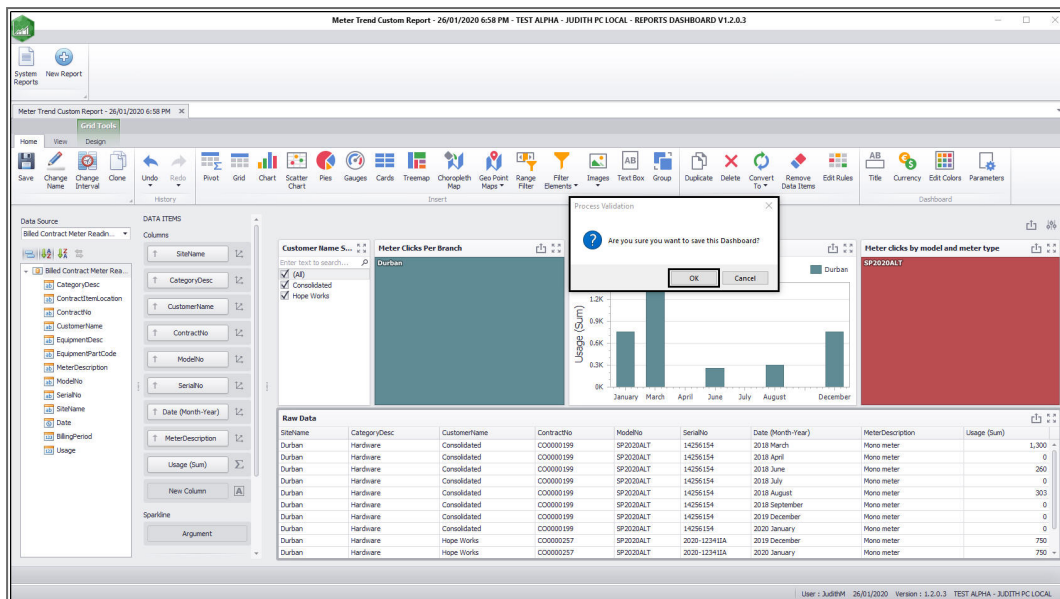 Meter Trend Custom Report - 26/01/2020 6:58 PM - TEST ALPHA - JUDITH PC LOCAL - REPORTS DASHBOARD V1.2.0.3
System Reports
New Report
Meter Trend Custom Report - 26/01/2020 6:58 PM
Grid Tools
Home View Design
Save Change Name Change Interval Clone Undo Redo Pivot Grid Chart Scatter Chart Pies Gauges Cards Treemap Choropleth Map Geo Point Maps Range Filter Filter Elements Images Text Box Group Duplicate Delete Convert To Remove Data Items Edit Rules Title Currency Edit Colors Parameters
History Insert Dashboard
Data Source
Billed Contract Meter Readin...
Billed Contract Meter Rea...
CategoryDesc
ContractItemLocation
ContractNo
CustomerName
EquipmentDesc
EquipmentPartCode
MeterDescription
ModelNo
SerialNo
SiteName
Date
BillingPeriod
Usage
DATA ITEMS
Columns
SiteName
CategoryDesc
CustomerName
ContractNo
ModelNo
SerialNo
Date (Month-Year)
MeterDescription
Usage (Sum)
New Column
Sparkline
Argument
Customer Name S...
Enter text to search...
(All)
Consolidated
Hope Works
Meter Clicks Per Branch
Durban
Process Validation
Are you sure you want to save this Dashboard?
OK Cancel
Durban
Usage (Sum)
1.2K
0.9K
0.6K
0.3K
0K
January March April June July August December
Meter clicks by model and meter type
SP2020ALT
Raw Data
SiteName CategoryDesc CustomerName ContractNo ModelNo SerialNo Date (Month-Year) MeterDescription Usage (Sum)
Durban Hardware Consolidated CO0000199 SP2020ALT 14256154 2018 March Mono meter 1,300
Durban Hardware Consolidated CO0000199 SP2020ALT 14256154 2018 April Mono meter 0
Durban Hardware Consolidated CO0000199 SP2020ALT 14256154 2018 June Mono meter 260
Durban Hardware Consolidated CO0000199 SP2020ALT 14256154 2018 July Mono meter 0
Durban Hardware Consolidated CO0000199 SP2020ALT 14256154 2018 August Mono meter 303
Durban Hardware Consolidated CO0000199 SP2020ALT 14256154 2018 September Mono meter 0
Durban Hardware Consolidated CO0000199 SP2020ALT 14256154 2019 December Mono meter 0
Durban Hardware Consolidated CO0000199 SP2020ALT 14256154 2020 January Mono meter 0
Durban Hardware Hope Works CO0000257 SP2020ALT 2020-123411A 2019 December Mono meter 750
Durban Hardware Hope Works CO0000257 SP2020ALT 2020-123411A 2020 January Mono meter 750
User : JudithM 26/01/2020 Version : 1.2.0.3 TEST ALPHA - JUDITH PC LOCAL